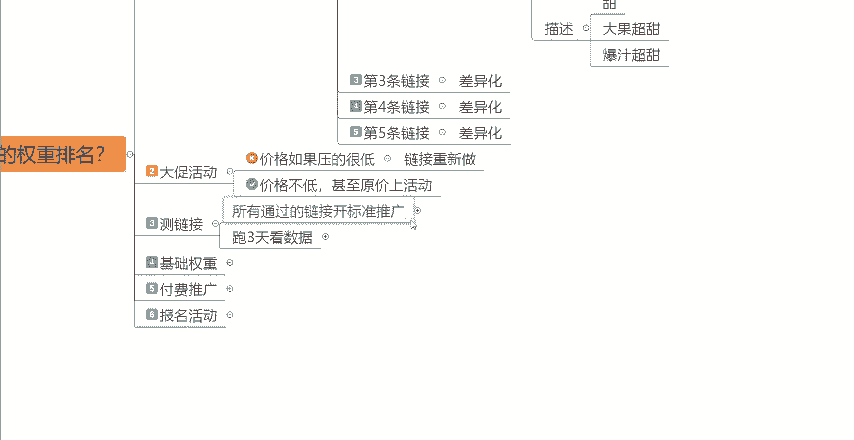 甜
描述
大果超甜
爆汁超甜
3 第3条链接 差异化
4 第4条链接 差异化
5 第5条链接 差异化
的权重排名？
2 大促活动
价格如果压的很低 链接重新做
价格不低，甚至原价上活动
3 测链接
所有通过的链接开标准推广
跑3天看数据
4 基础权重
5 付费推广
6 报名活动